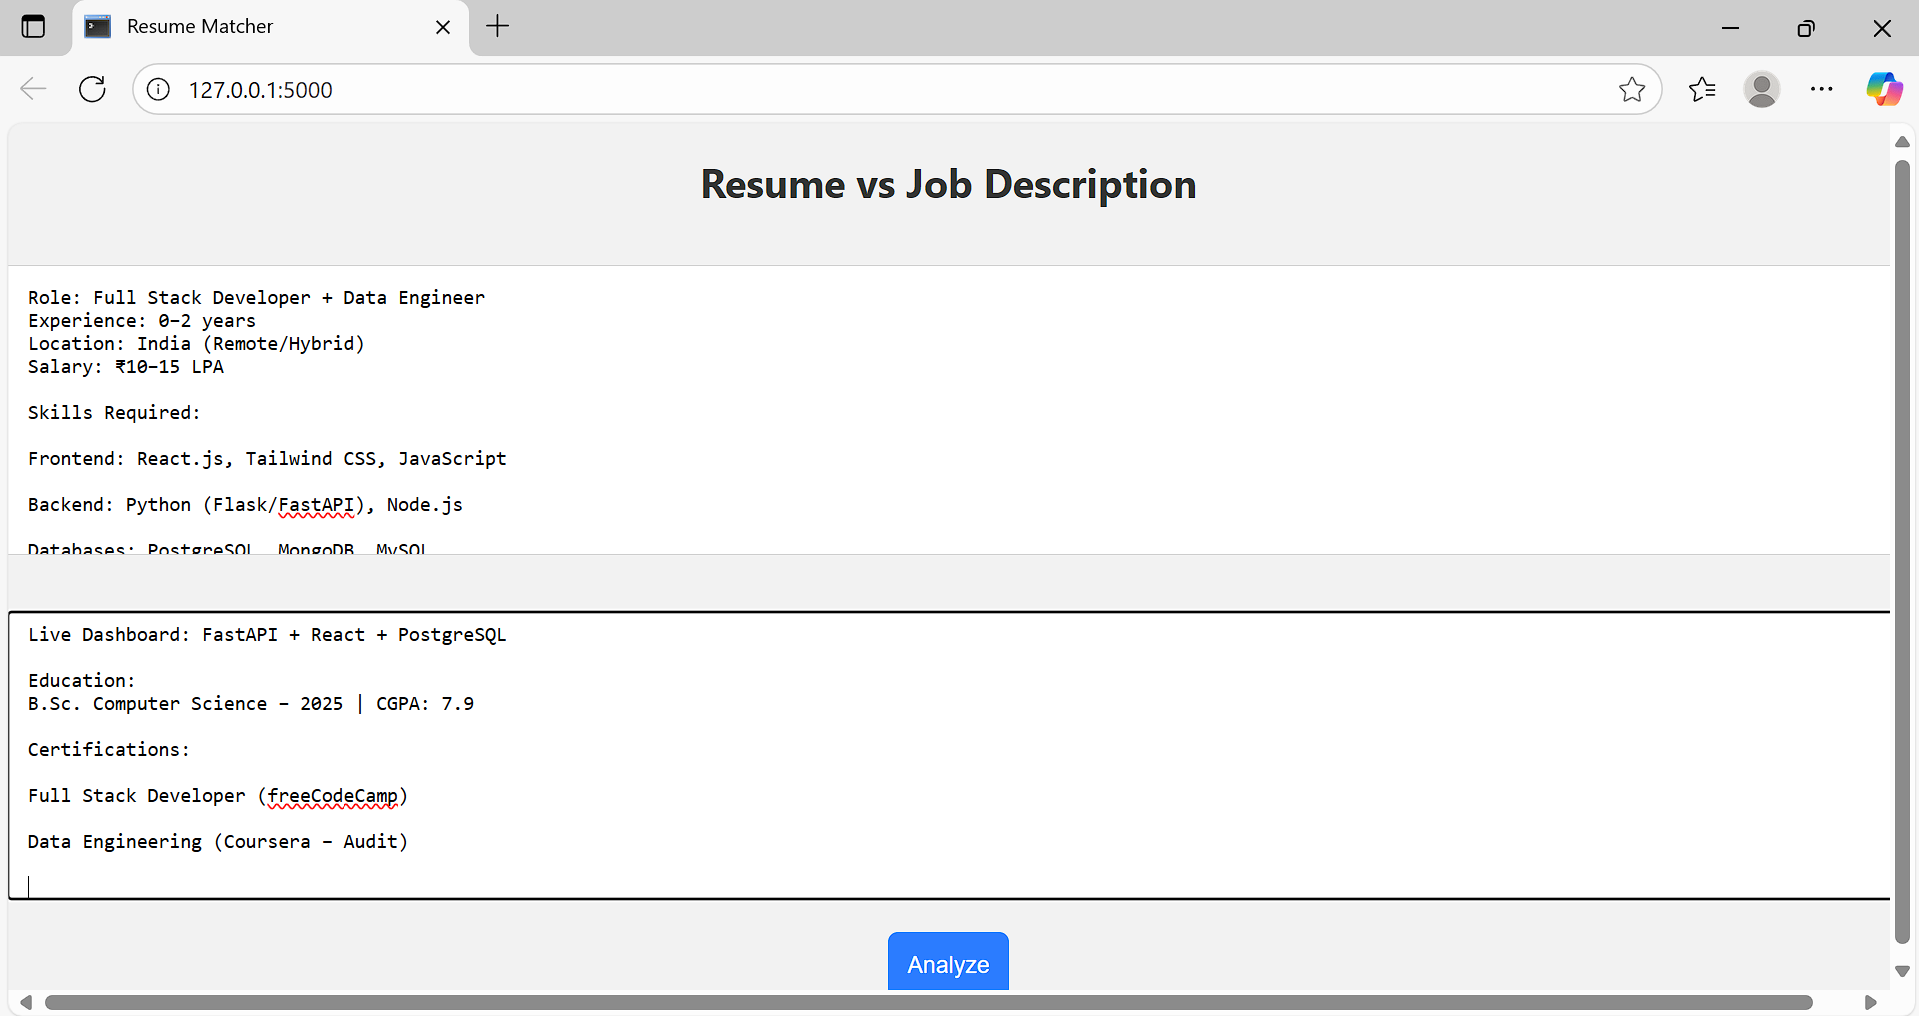 Resume Matcher
127.0.0.1:5000
Resume vs Job Description
Role: Full Stack Developer + Data Engineer
Experience: 0–2 years
Location: India (Remote/Hybrid)
Salary: ₹10–15 LPA
Skills Required:
Frontend: React.js, Tailwind CSS, JavaScript
Backend: Python (Flask/FastAPI), Node.js
Databases: PostgreSQL, MongoDB, MySQL
Live Dashboard: FastAPI + React + PostgreSQL
Education:
B.Sc. Computer Science – 2025 | CGPA: 7.9
Certifications:
Full Stack Developer (freeCodeCamp)
Data Engineering (Coursera – Audit)
Analyze